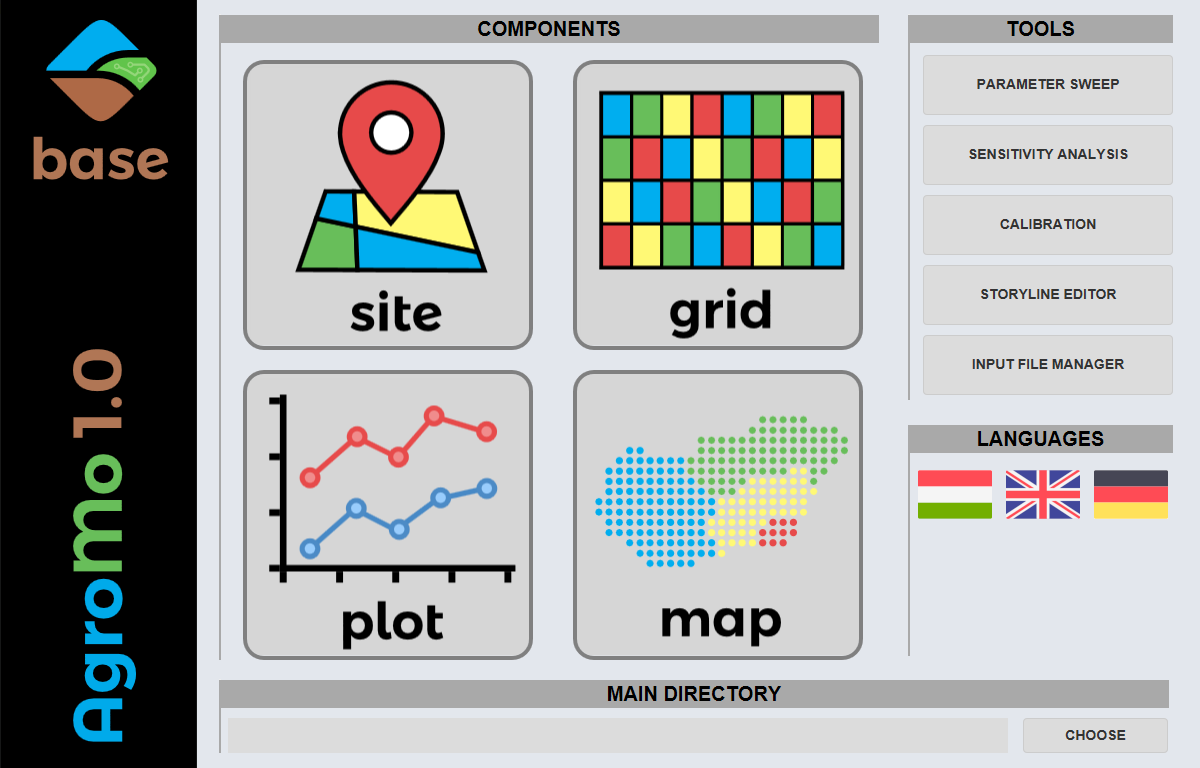 base
AgroMo 1.0
COMPONENTS
site
grid
plot
map
TOOLS
PARAMETER SWEEP
SENSITIVITY ANALYSIS
CALIBRATION
STORYLINE EDITOR
INPUT FILE MANAGER
LANGUAGES
MAIN DIRECTORY
CHOOSE